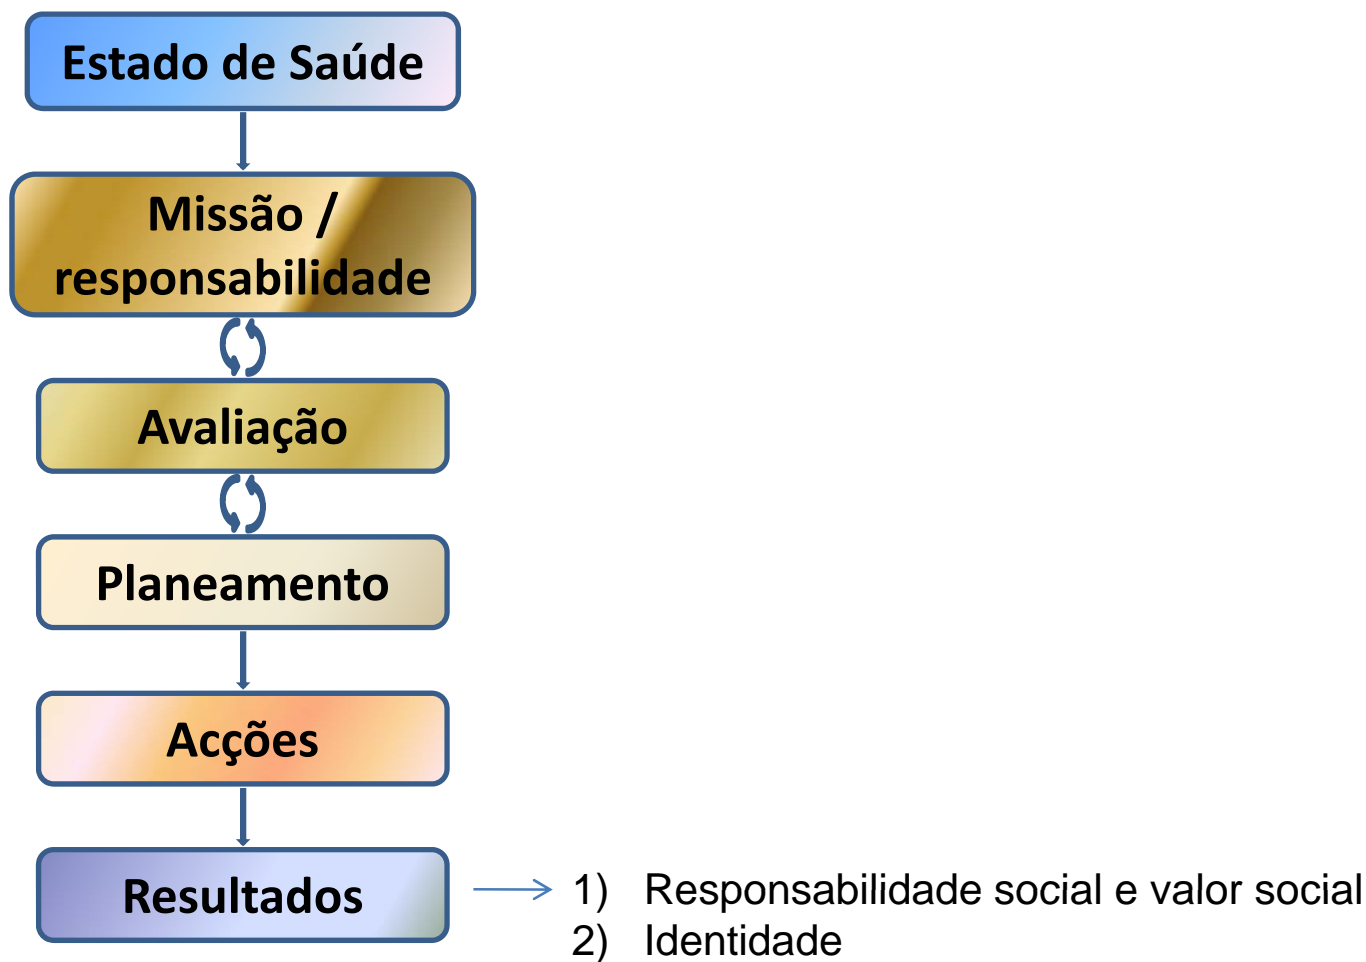 Estado de Saúde
Missão /
responsabilidade
Avaliação
Planeamento
Acções
Resultados
1) Responsabilidade social e valor social
2) Identidade